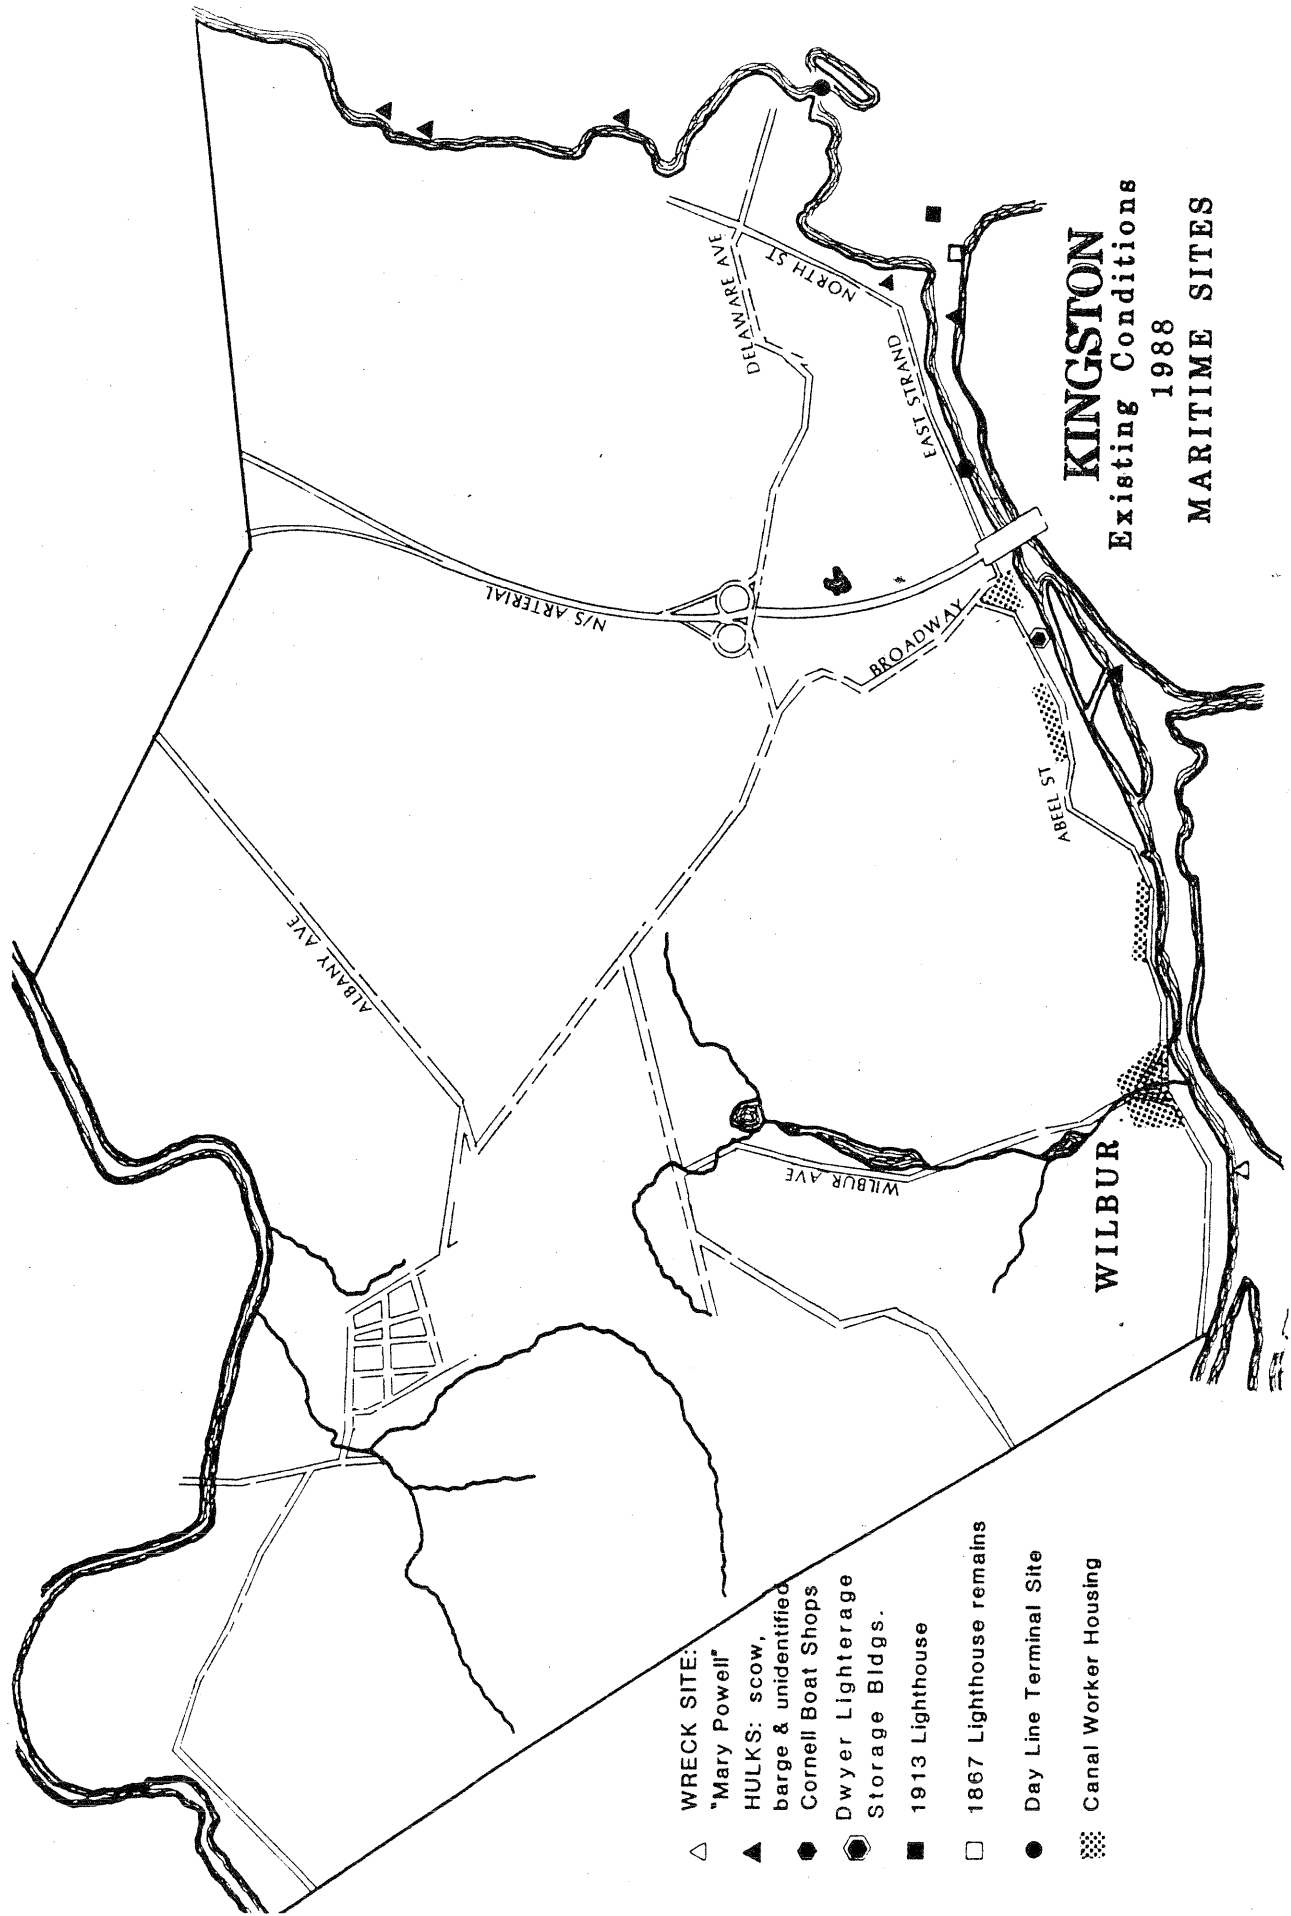 KINGSTON
Existing Conditions
1988
MARITIME SITES
DELAWARE AVE
NORTH ST
EAST STRAND
N/S ARTERIAL
BROADWAY
ABEEL ST
ALBANY AVE
WILBUR AVE
WILBUR
WRECK SITE:
"Mary Powell"
HULKS: scow,
barge & unidentified
Cornell Boat Shops
Dwyer Lighterage
Storage Bldgs.
1913 Lighthouse
1867 Lighthouse remains
Day Line Terminal Site
Canal Worker Housing